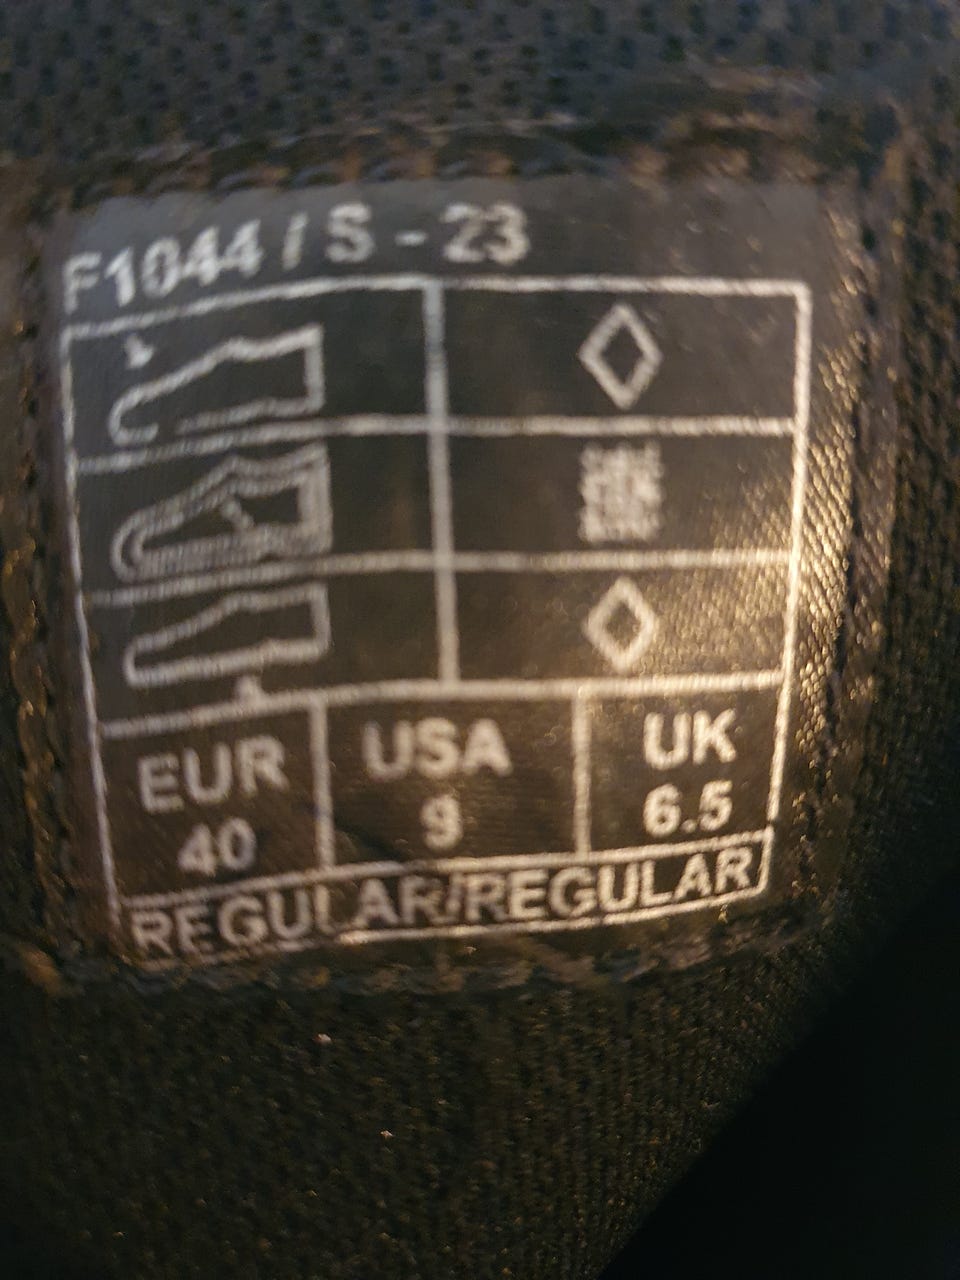 F1044 / S - 23
EUR USA UK
40 9 6.5
REGULAR/REGULAR